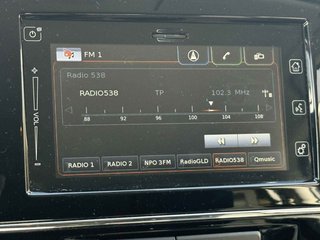 FM 1
Radio 538
RADIO538 TP 102.3 MHz
88 92 96 100 104 108
VOL
RADIO 1 RADIO 2 NPO 3FM RadioGLD RADIO538 Qmusic